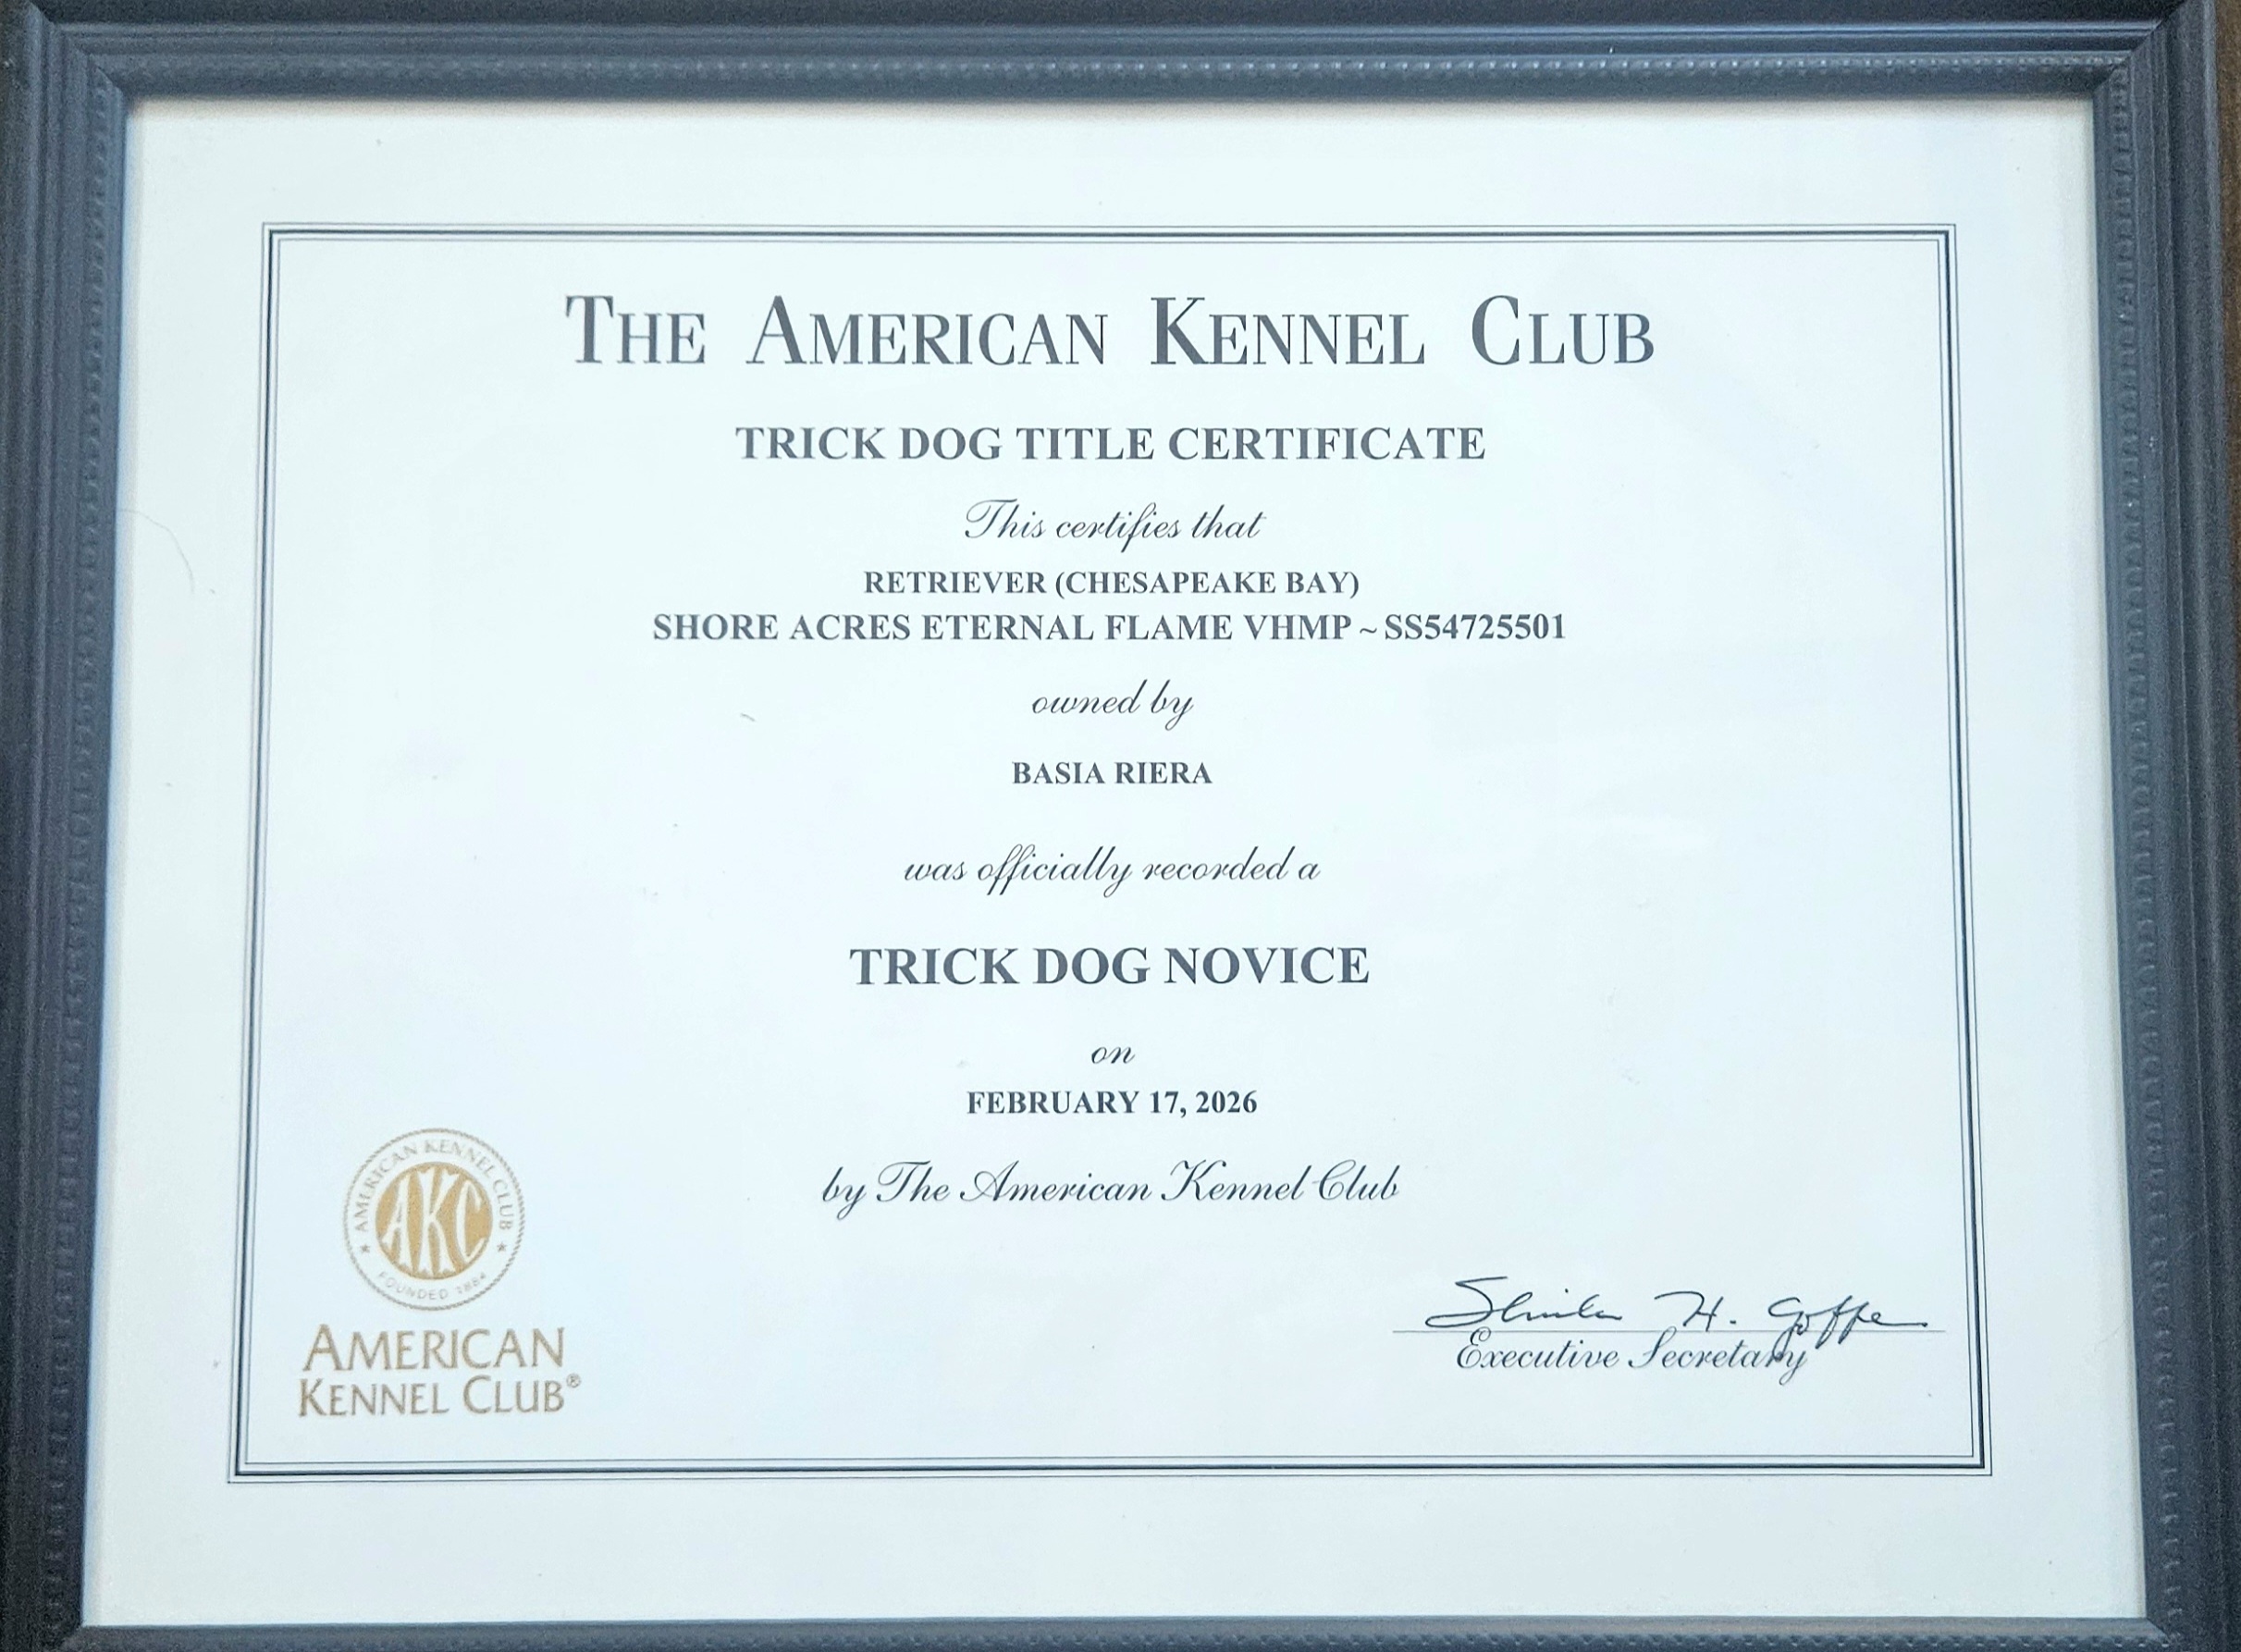 THE AMERICAN KENNEL CLUB
TRICK DOG TITLE CERTIFICATE
This certifies that
RETRIEVER (CHESAPEAKE BAY)
SHORE ACRES ETERNAL FLAME VHMP ~ SS54725501
owned by
BASIA RIERA
was officially recorded a
TRICK DOG NOVICE
on
FEBRUARY 17, 2026
by The American Kennel Club
AMERICAN KENNEL CLUB
AKC
FOUNDED 1884
AMERICAN
KENNEL CLUB®
H. Goffe
Executive Secretary